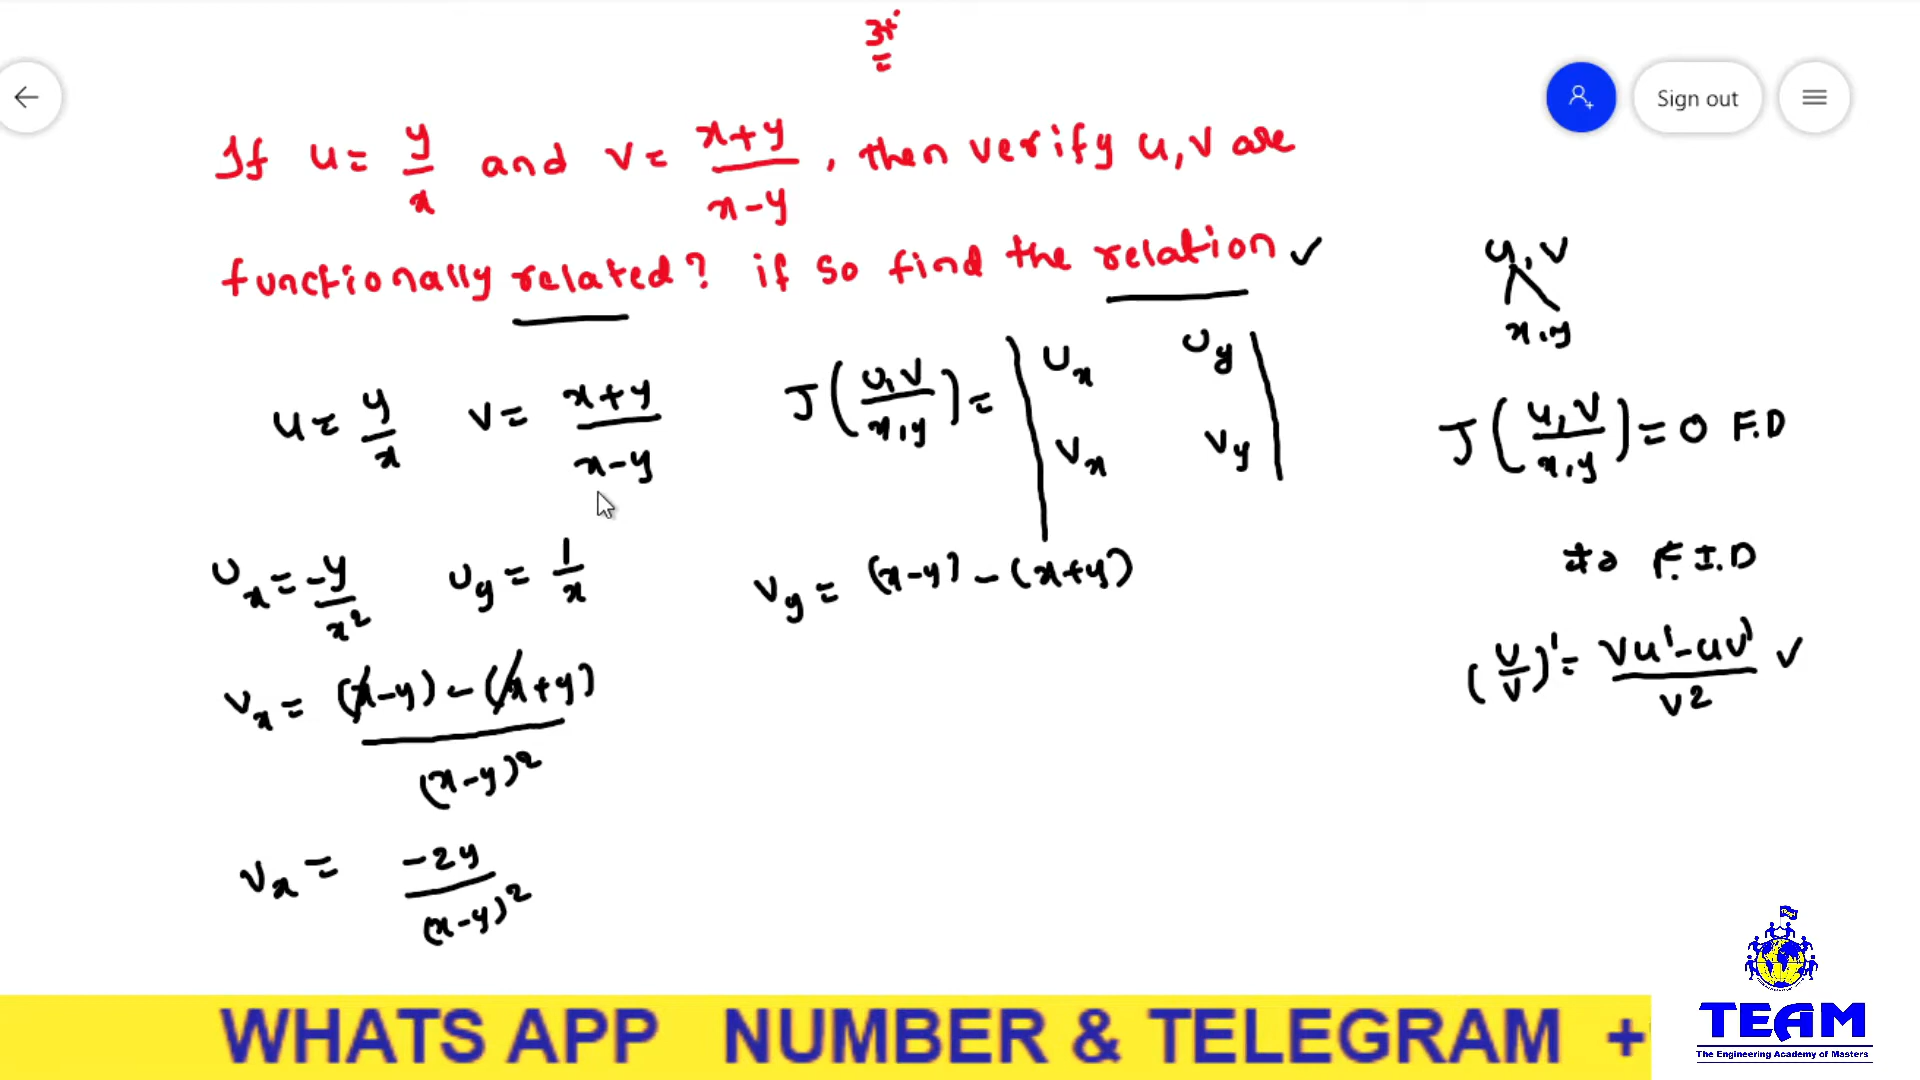 3+i
=
Sign out
If u = y/x and v = x+y/x-y , then verify u, v are
functionally related? if so find the relation ✓
u, v
x,y
u = y/x v = x+y/x-y J(u,v/x,y) = | Ux Uy
Vx Vy |
J(u,v/x,y) = 0 F.D
≠0 F.I.D
Ux = -y/x² Uy = 1/x Vy = (x-y) - (x+y)
(u/v)' = vu'-uv'/v² ✓
Vx = (x-y) - (x+y)/(x-y)²
Vx = -2y/(x-y)²
WHATS APP NUMBER & TELEGRAM +
TEAM
The Engineering Academy of Masters